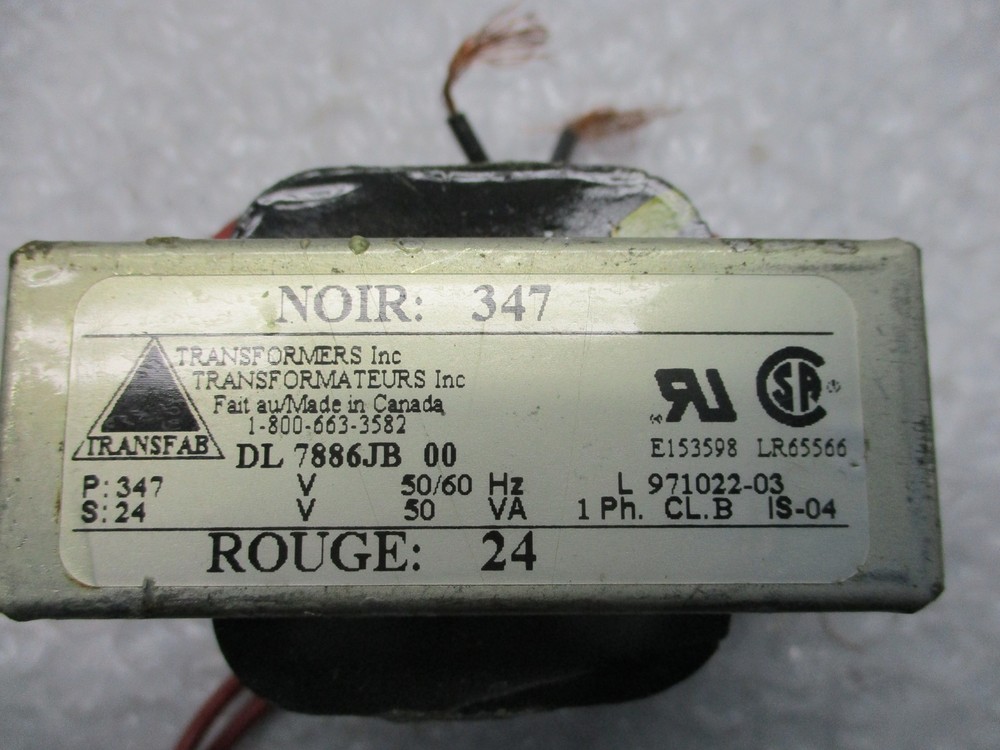 NOIR: 347
TRANSFORMERS Inc
TRANSFORMATEURS Inc
Fait au/Made in Canada
1-800-663-3582
TRANSFAB
DL 7886JB 00
E153598 LR65566
P: 347 V 50/60 Hz L 971022-03
S: 24 V 50 VA 1 Ph. CL.B IS-04
ROUGE: 24